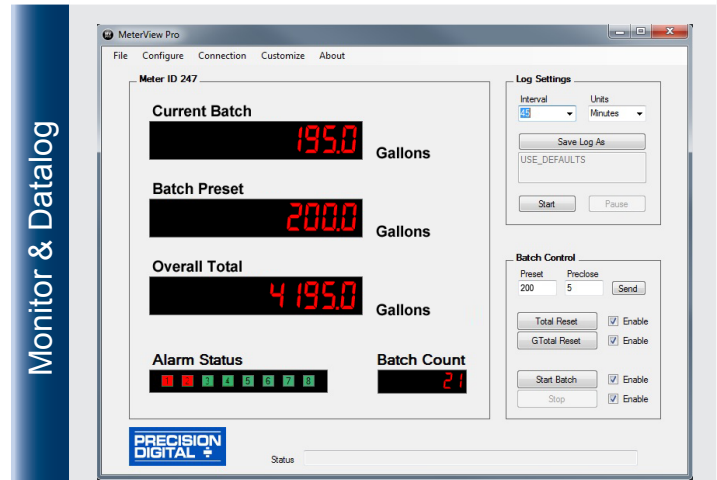 Monitor & Datalog
MeterView Pro
File Configure Connection Customize About
Meter ID 247
Current Batch
195.0 Gallons
Batch Preset
200.0 Gallons
Overall Total
4195.0 Gallons
Alarm Status
1 2 3 4 5 6 7 8
Batch Count
21
Log Settings
Interval Units
45 Minutes
Save Log As
USE_DEFAULTS
Start Pause
Batch Control
Preset Preclose
200 5 Send
Total Reset Enable
GTotal Reset Enable
Start Batch Enable
Stop Enable
PRECISION
DIGITAL
Status